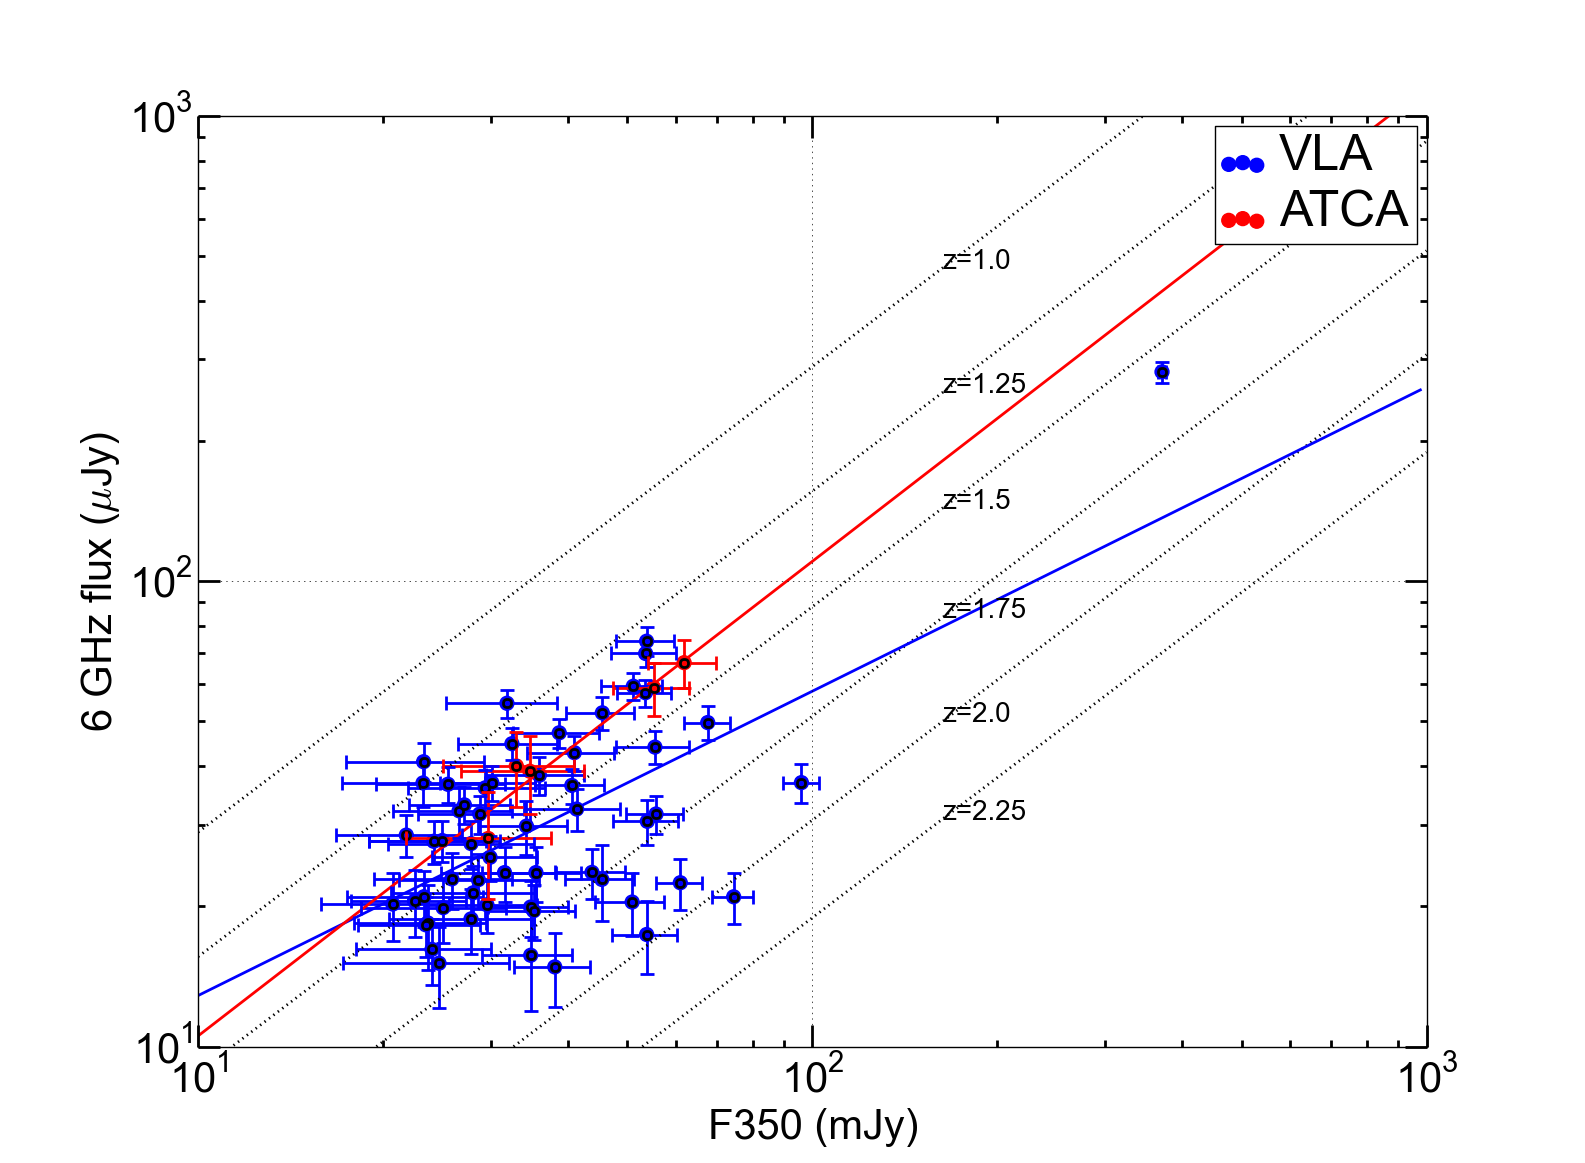 10³
VLA
ATCA
z=1.0
z=1.25
z=1.5
10²
z=1.75
z=2.0
z=2.25
6 GHz flux (μJy)
10¹
10¹ 10² 10³
F350 (mJy)